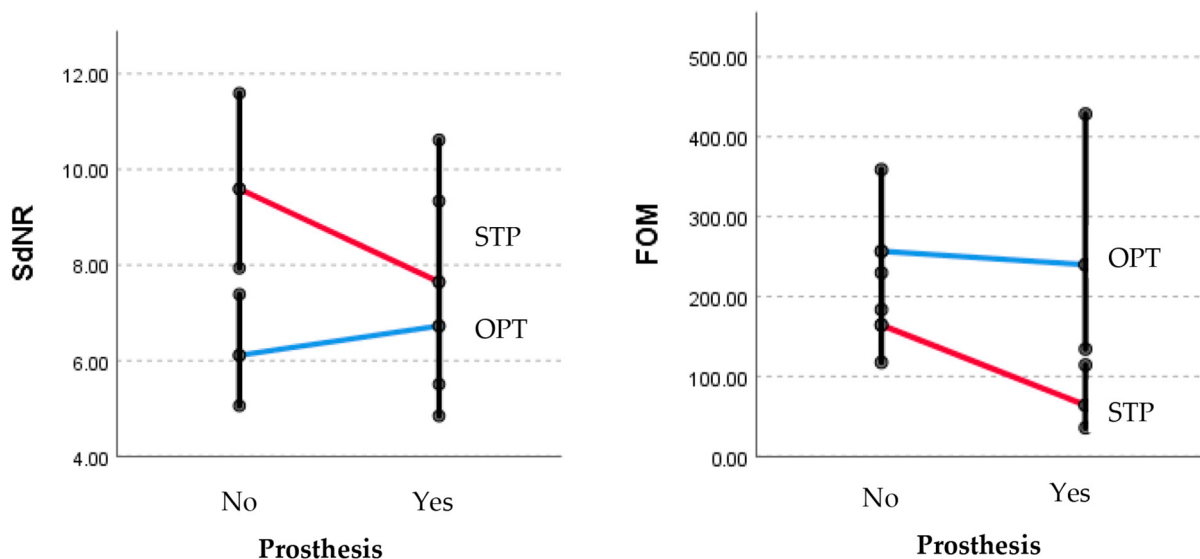 SdNR
12.00
10.00
8.00
6.00
4.00
STP
OPT
No
Yes
Prosthesis
FOM
500.00
400.00
300.00
200.00
100.00
0.00
OPT
STP
No
Yes
Prosthesis